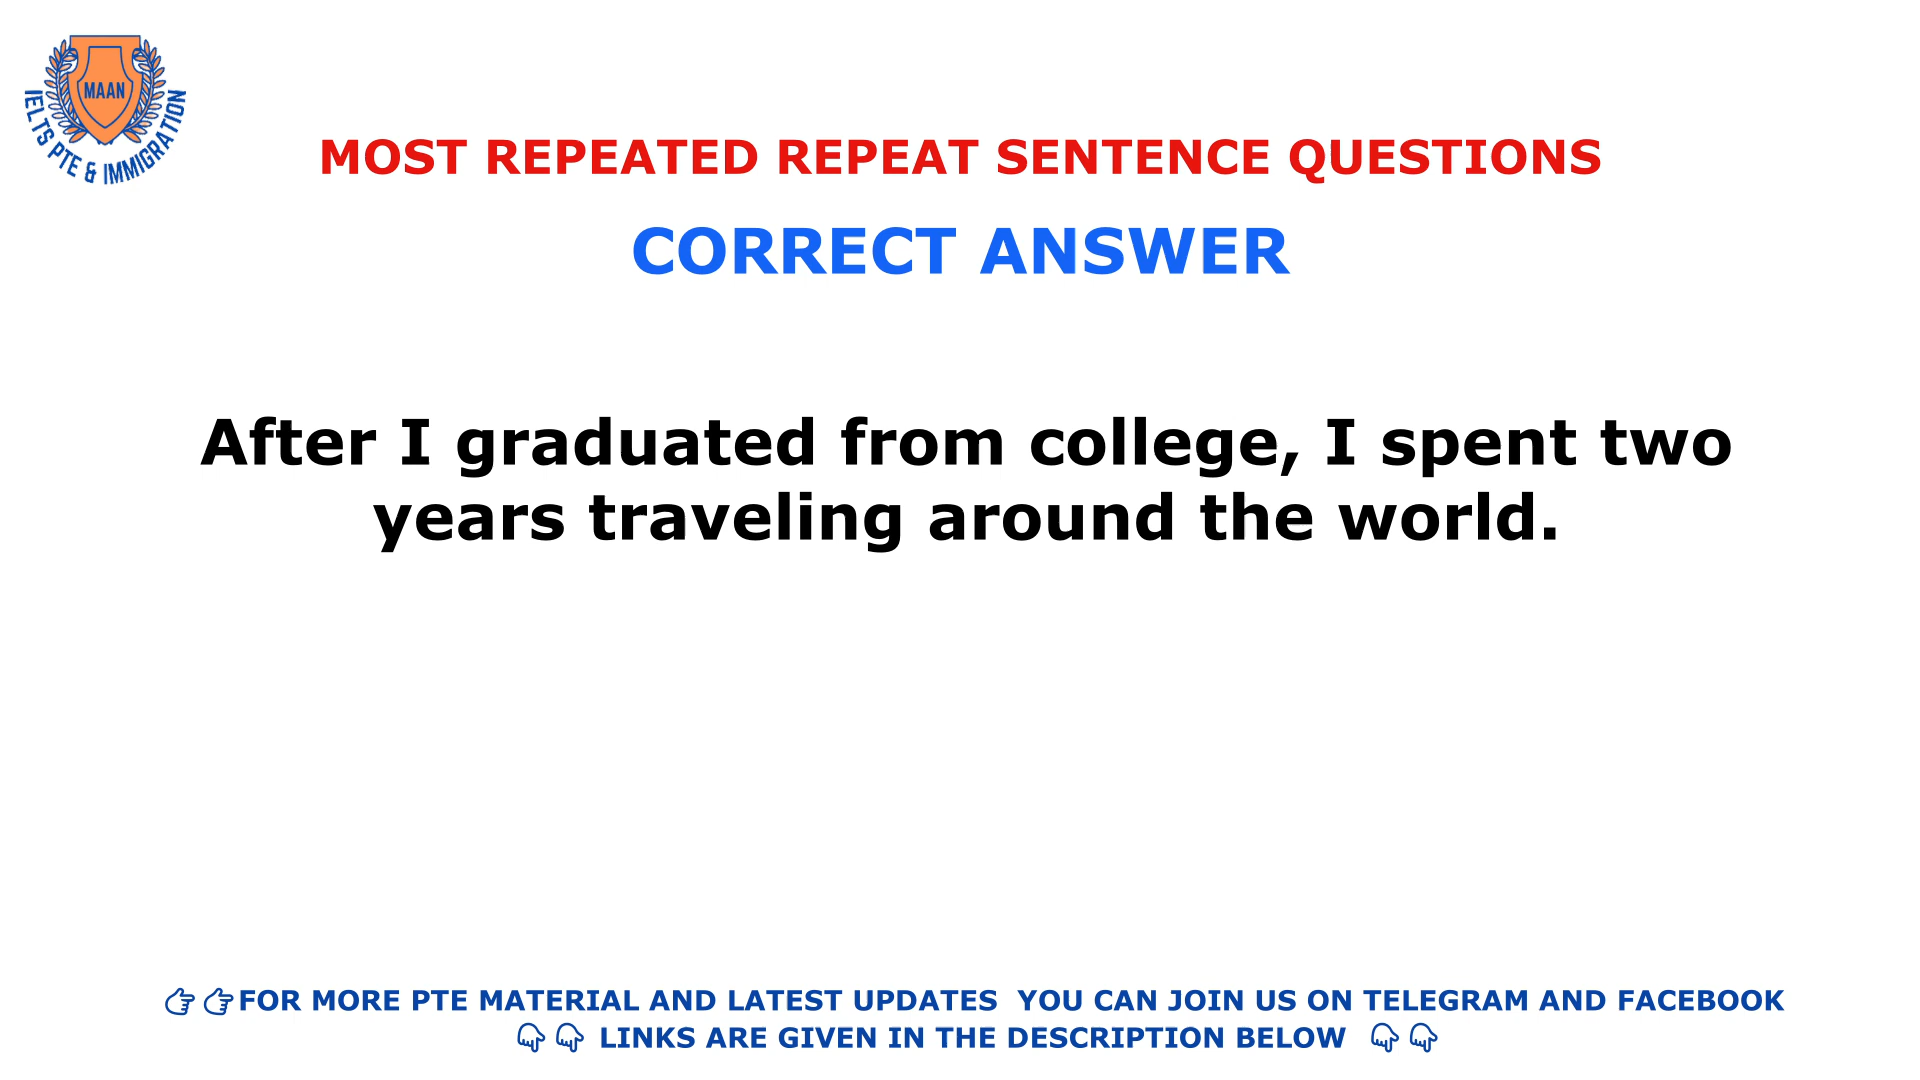 MAAN
IELTS PTE & IMMIGRATION
MOST REPEATED REPEAT SENTENCE QUESTIONS
CORRECT ANSWER
After I graduated from college, I spent two
years traveling around the world.
👉👉FOR MORE PTE MATERIAL AND LATEST UPDATES YOU CAN JOIN US ON TELEGRAM AND FACEBOOK
👇👇 LINKS ARE GIVEN IN THE DESCRIPTION BELOW 👇👇